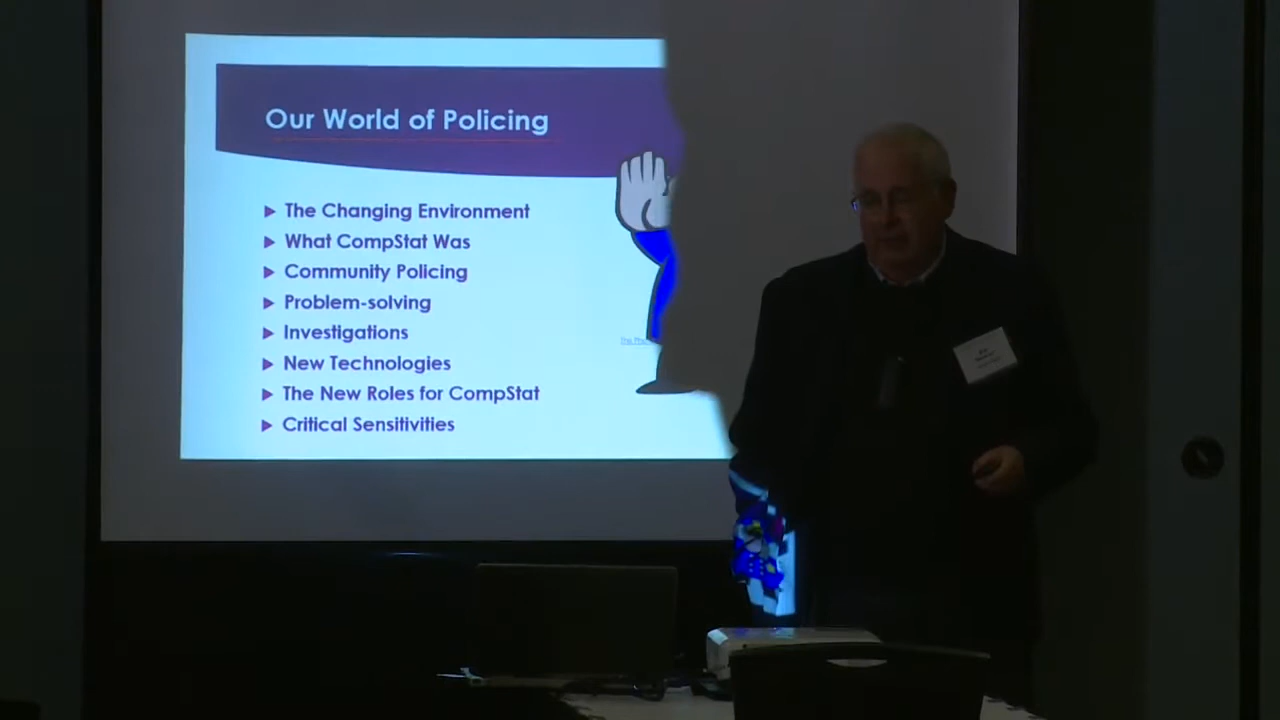 Our World of Policing
The Changing Environment
What CompStat Was
Community Policing
Problem-solving
Investigations
New Technologies
The New Roles for CompStat
Critical Sensitivities